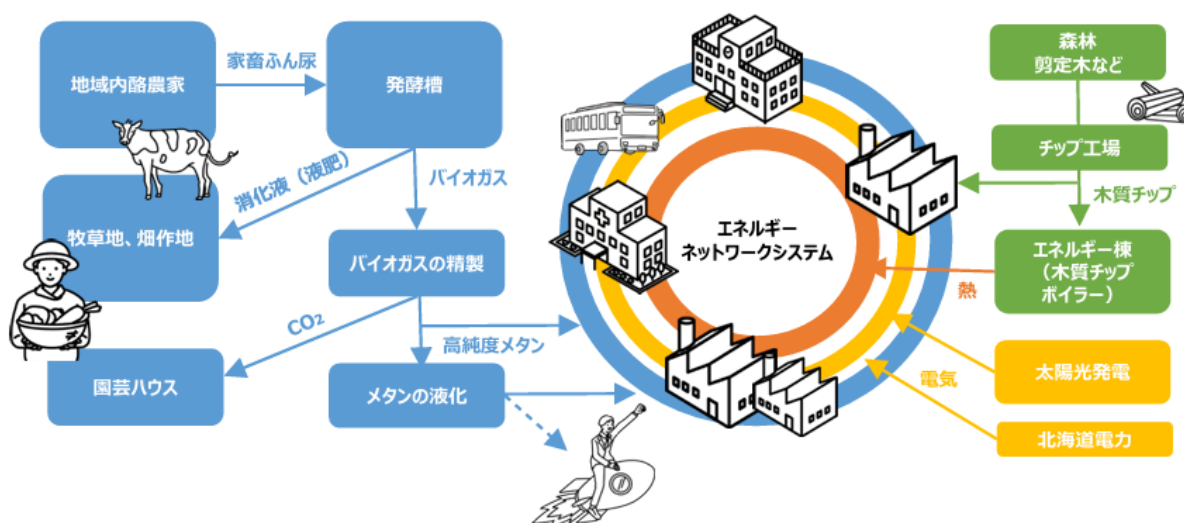 地域内酪農家
家畜ふん尿
発酵槽
消化液（液肥）
バイオガス
牧草地、畑作地
バイオガスの精製
CO₂
高純度メタン
園芸ハウス
メタンの液化
エネルギー
ネットワークシステム
森林
剪定木など
チップ工場
木質チップ
エネルギー棟
（木質チップ
ボイラー）
熱
電気
太陽光発電
北海道電力